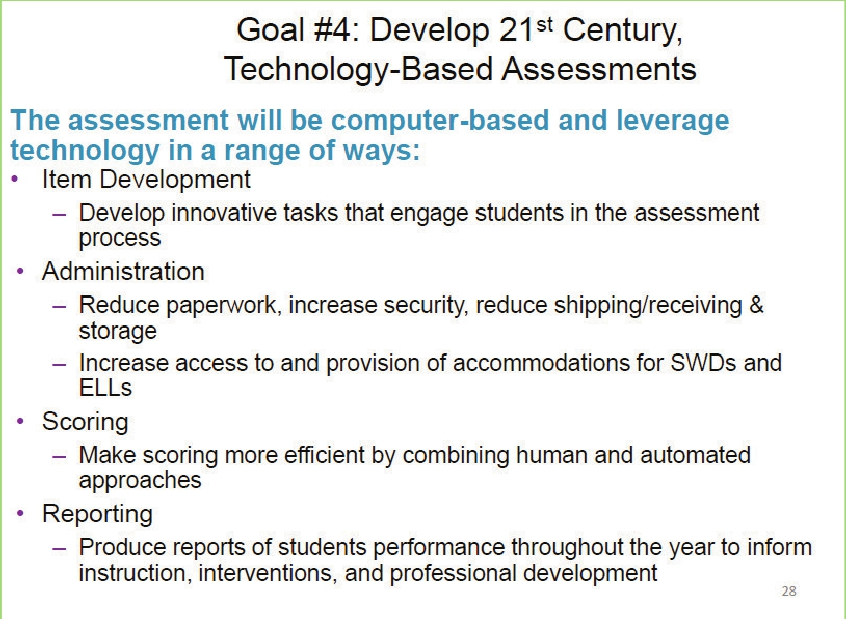 Goal #4: Develop 21st Century,
Technology-Based Assessments
The assessment will be computer-based and leverage
technology in a range of ways:
• Item Development
– Develop innovative tasks that engage students in the assessment
process
• Administration
– Reduce paperwork, increase security, reduce shipping/receiving &
storage
– Increase access to and provision of accommodations for SWDs and
ELLs
• Scoring
– Make scoring more efficient by combining human and automated
approaches
• Reporting
– Produce reports of students performance throughout the year to inform
instruction, interventions, and professional development
28